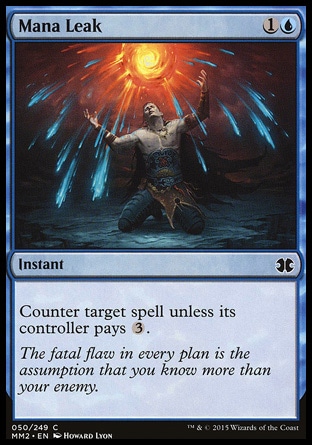 Mana Leak 1
Instant
Counter target spell unless its
controller pays 3.
The fatal flaw in every plan is the
assumption that you know more than
your enemy.
050/249 C
MM2 • EN Howard Lyon
™ & © 2015 Wizards of the Coast